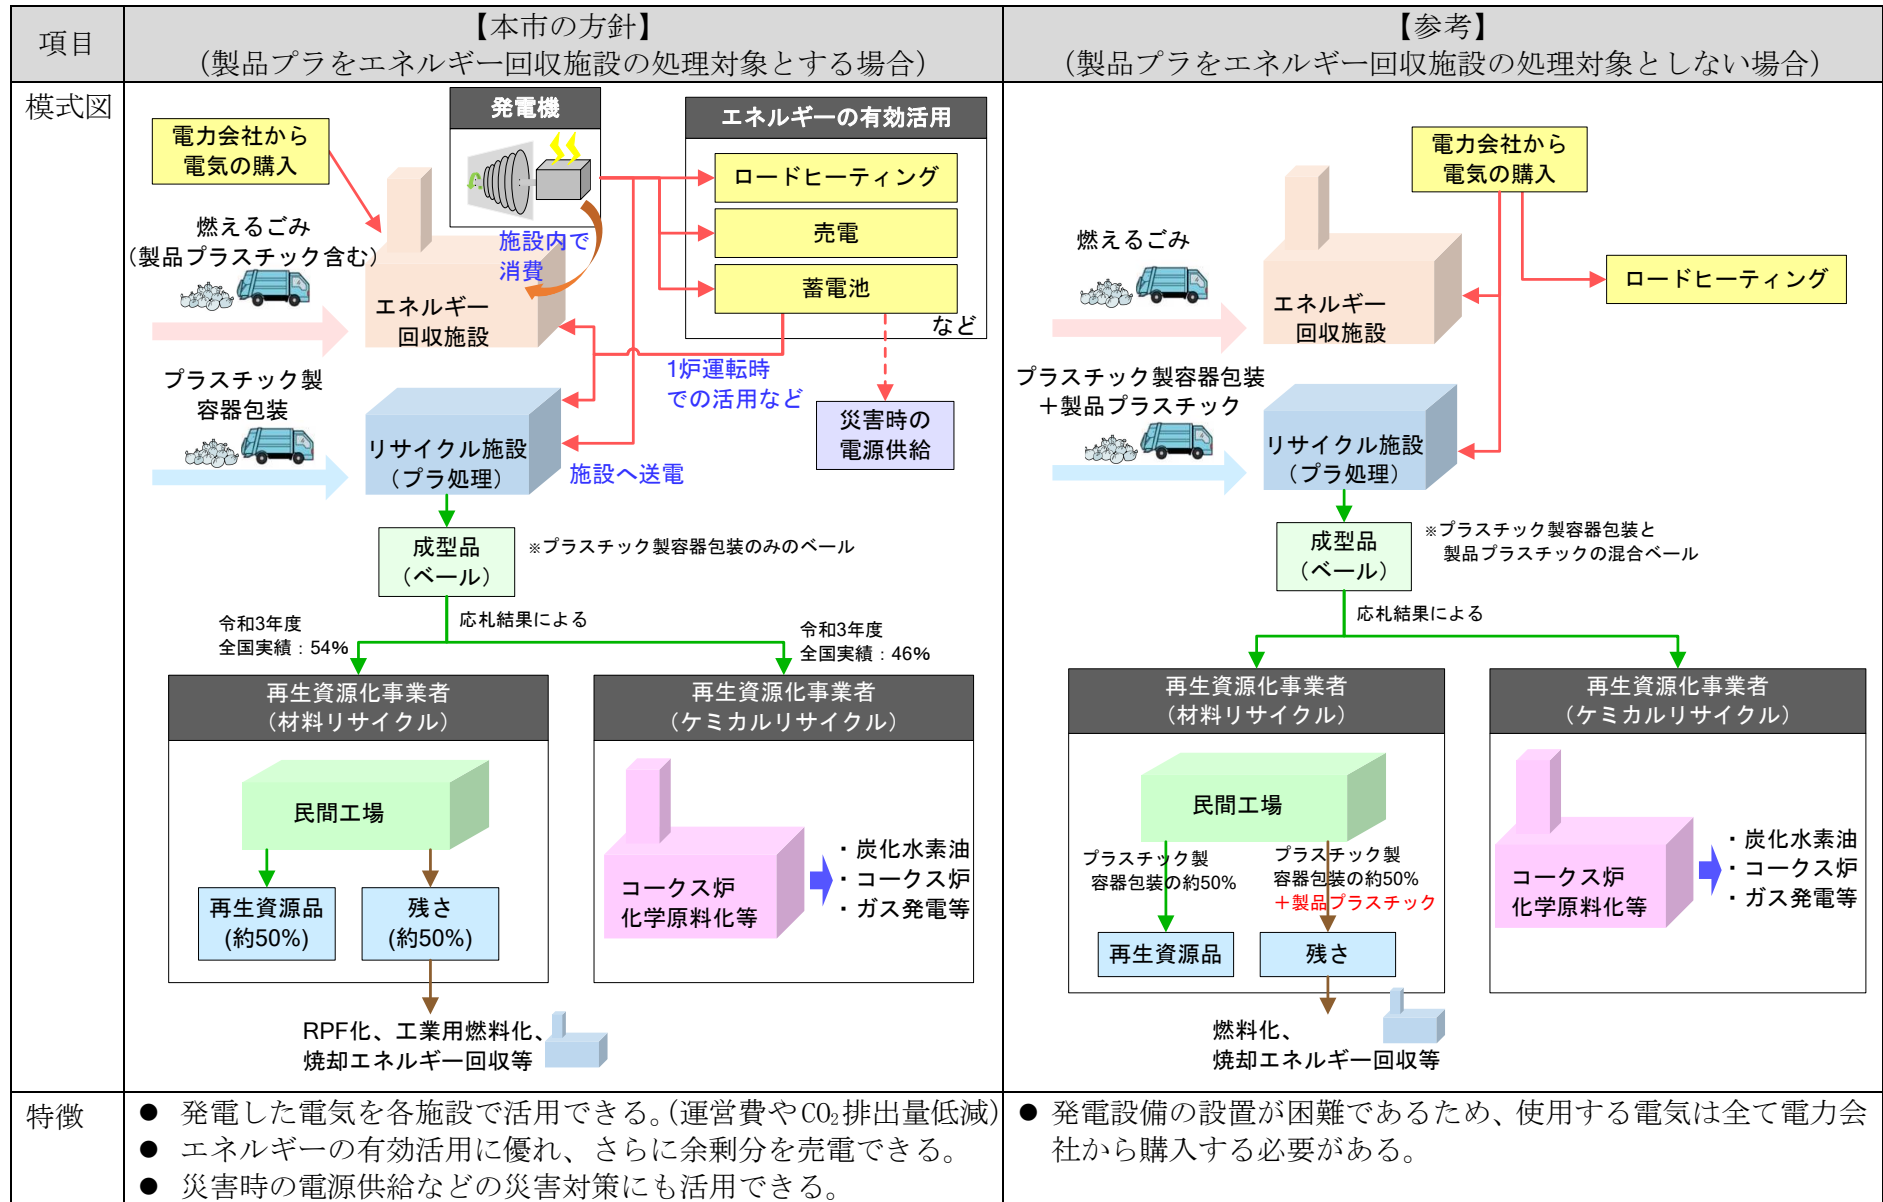 項目
【本市の方針】
（製品プラをエネルギー回収施設の処理対象とする場合）
【参考】
（製品プラをエネルギー回収施設の処理対象としない場合）
模式図
電力会社から
電気の購入
発電機
エネルギーの有効活用
ロードヒーティング
売電
蓄電池
など
燃えるごみ
（製品プラスチック含む）
施設内で
消費
エネルギー
回収施設
プラスチック製
容器包装
1炉運転時
での活用など
災害時の
電源供給
リサイクル施設
（プラ処理）
施設へ送電
成型品
（ベール）
※プラスチック製容器包装のみのベール
応札結果による
令和3年度
全国実績：54%
令和3年度
全国実績：46%
再生資源化事業者
（材料リサイクル）
再生資源化事業者
（ケミカルリサイクル）
民間工場
再生資源品
(約50%)
残さ
(約50%)
コークス炉
化学原料化等
・炭化水素油
・コークス炉
・ガス発電等
RPF化、工業用燃料化、
焼却エネルギー回収等
電力会社から
電気の購入
燃えるごみ
ロードヒーティング
エネルギー
回収施設
プラスチック製容器包装
＋製品プラスチック
リサイクル施設
（プラ処理）
成型品
（ベール）
※プラスチック製容器包装と
製品プラスチックの混合ベール
応札結果による
再生資源化事業者
（材料リサイクル）
再生資源化事業者
（ケミカルリサイクル）
民間工場
プラスチック製
容器包装の約50%
プラスチック製
容器包装の約50%
＋製品プラスチック
再生資源品
残さ
コークス炉
化学原料化等
・炭化水素油
・コークス炉
・ガス発電等
燃料化、
焼却エネルギー回収等
特徴
● 発電した電気を各施設で活用できる。（運営費やCO₂排出量低減）
● エネルギーの有効活用に優れ、さらに余剰分を売電できる。
● 災害時の電源供給などの災害対策にも活用できる。
● 発電設備の設置が困難であるため、使用する電気は全て電力会
社から購入する必要がある。